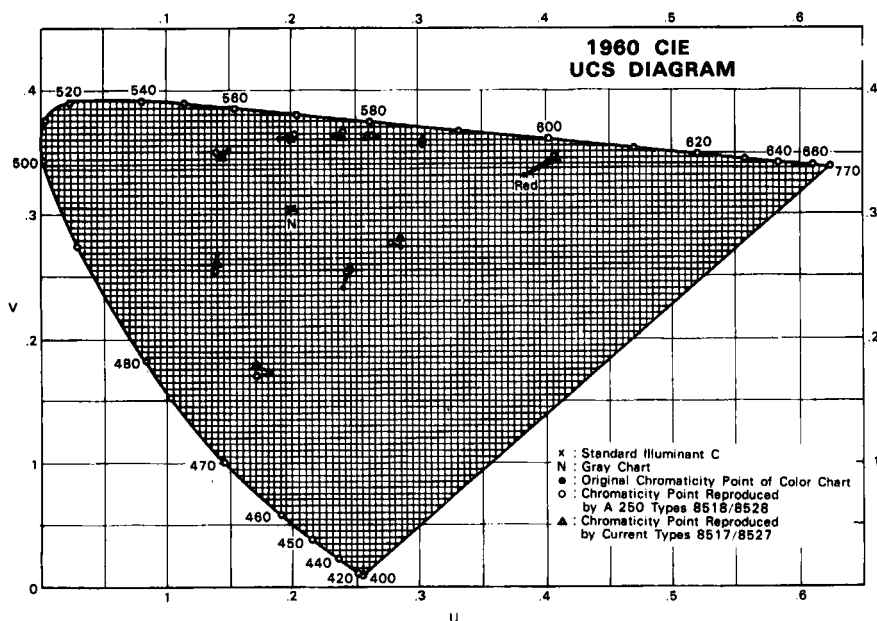 .1 .2 .3 .4 .5 .6
1960 CIE
UCS DIAGRAM
520 540 560 580 600 620 640 660 770
.4 .4
500
Red
.3 .3
N
V
.2 .2
480
x : Standard Illuminant C
N : Gray Chart
● : Original Chromaticity Point of Color Chart
○ : Chromaticity Point Reproduced
by A 250 Types 8518/8528
▲ : Chromaticity Point Reproduced
by Current Types 8517/8527
.1 .1
470
460
450
440
420 400
0
.1 .2 .3 .4 .5 .6
U